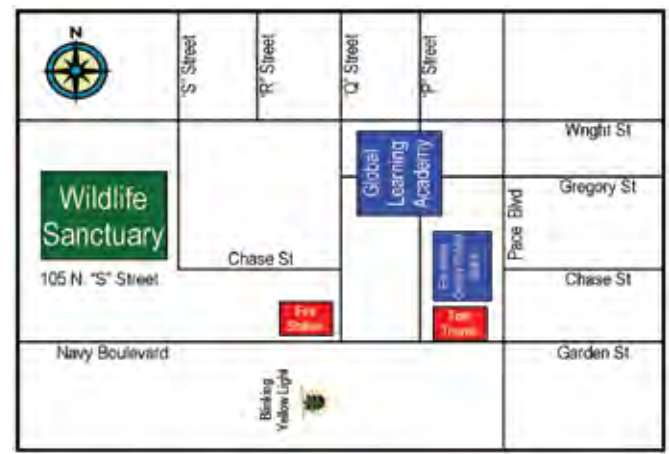 N
"S" Street
"R" Street
"Q" Street
"P" Street
Wright St
Global
Learning
Academy
Gregory St
Pace Blvd
Wildlife
Sanctuary
105 N. "S" Street
Chase St
Chase St
Fire
Station
Tom
Thumb
Navy Boulevard
Garden St
Blinking
Yellow Light